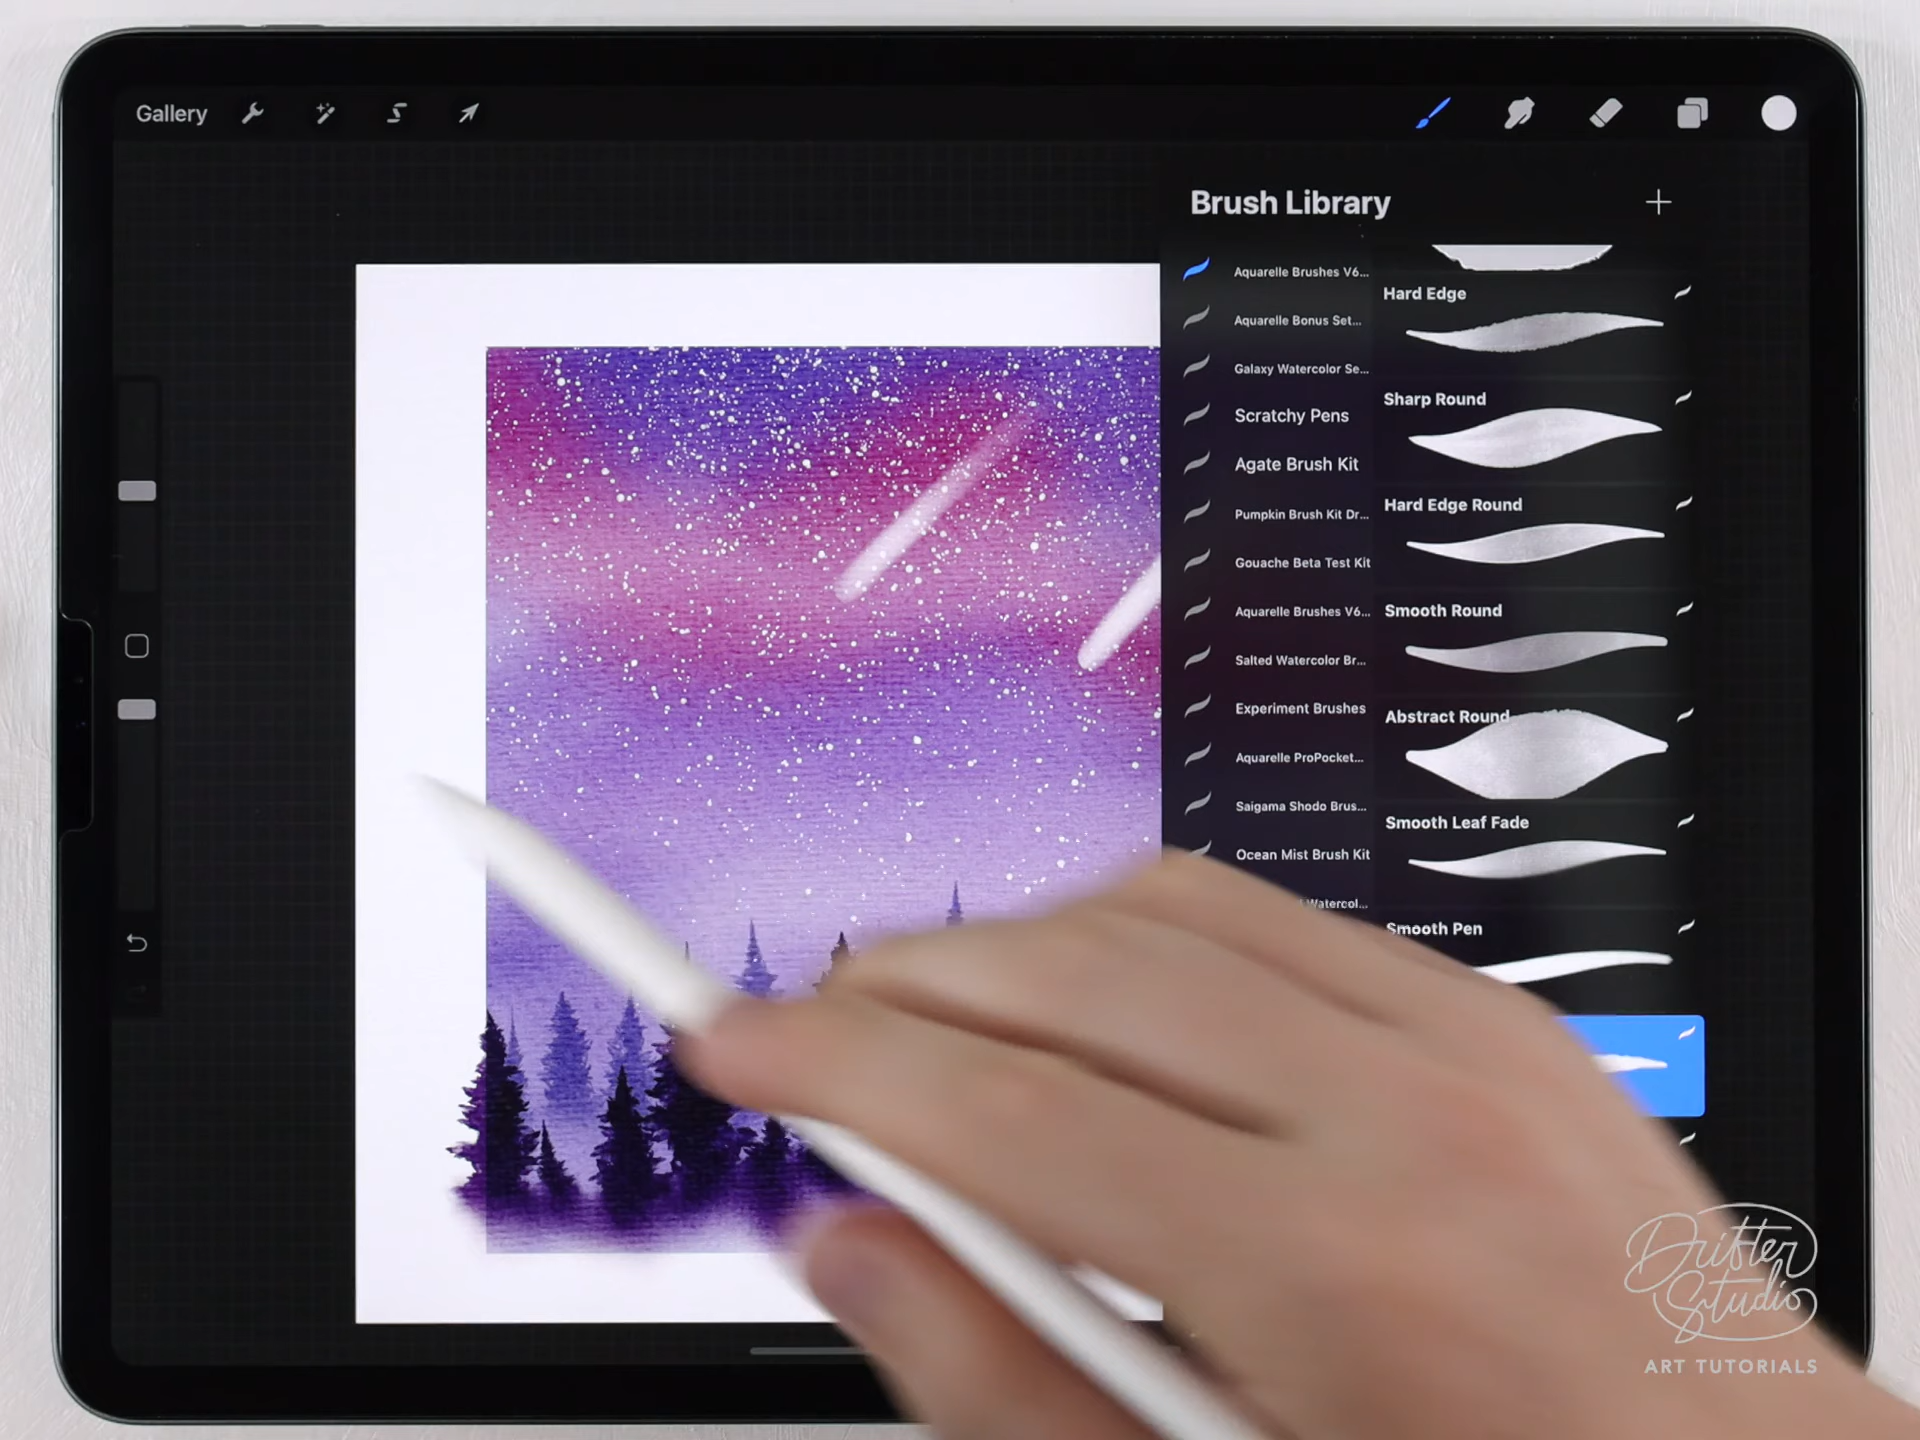 Gallery
Brush Library
Aquarelle Brushes V6...
Aquarelle Bonus Set...
Galaxy Watercolor Se...
Scratchy Pens
Agate Brush Kit
Pumpkin Brush Kit Dr...
Gouache Beta Test Kit
Aquarelle Brushes V6...
Salted Watercolor Br...
Experiment Brushes
Aquarelle ProPocket...
Saigama Shodo Brus...
Ocean Mist Brush Kit
Watercol...
Hard Edge
Sharp Round
Hard Edge Round
Smooth Round
Abstract Round
Smooth Leaf Fade
Smooth Pen
Drifter
Studio
ART TUTORIALS